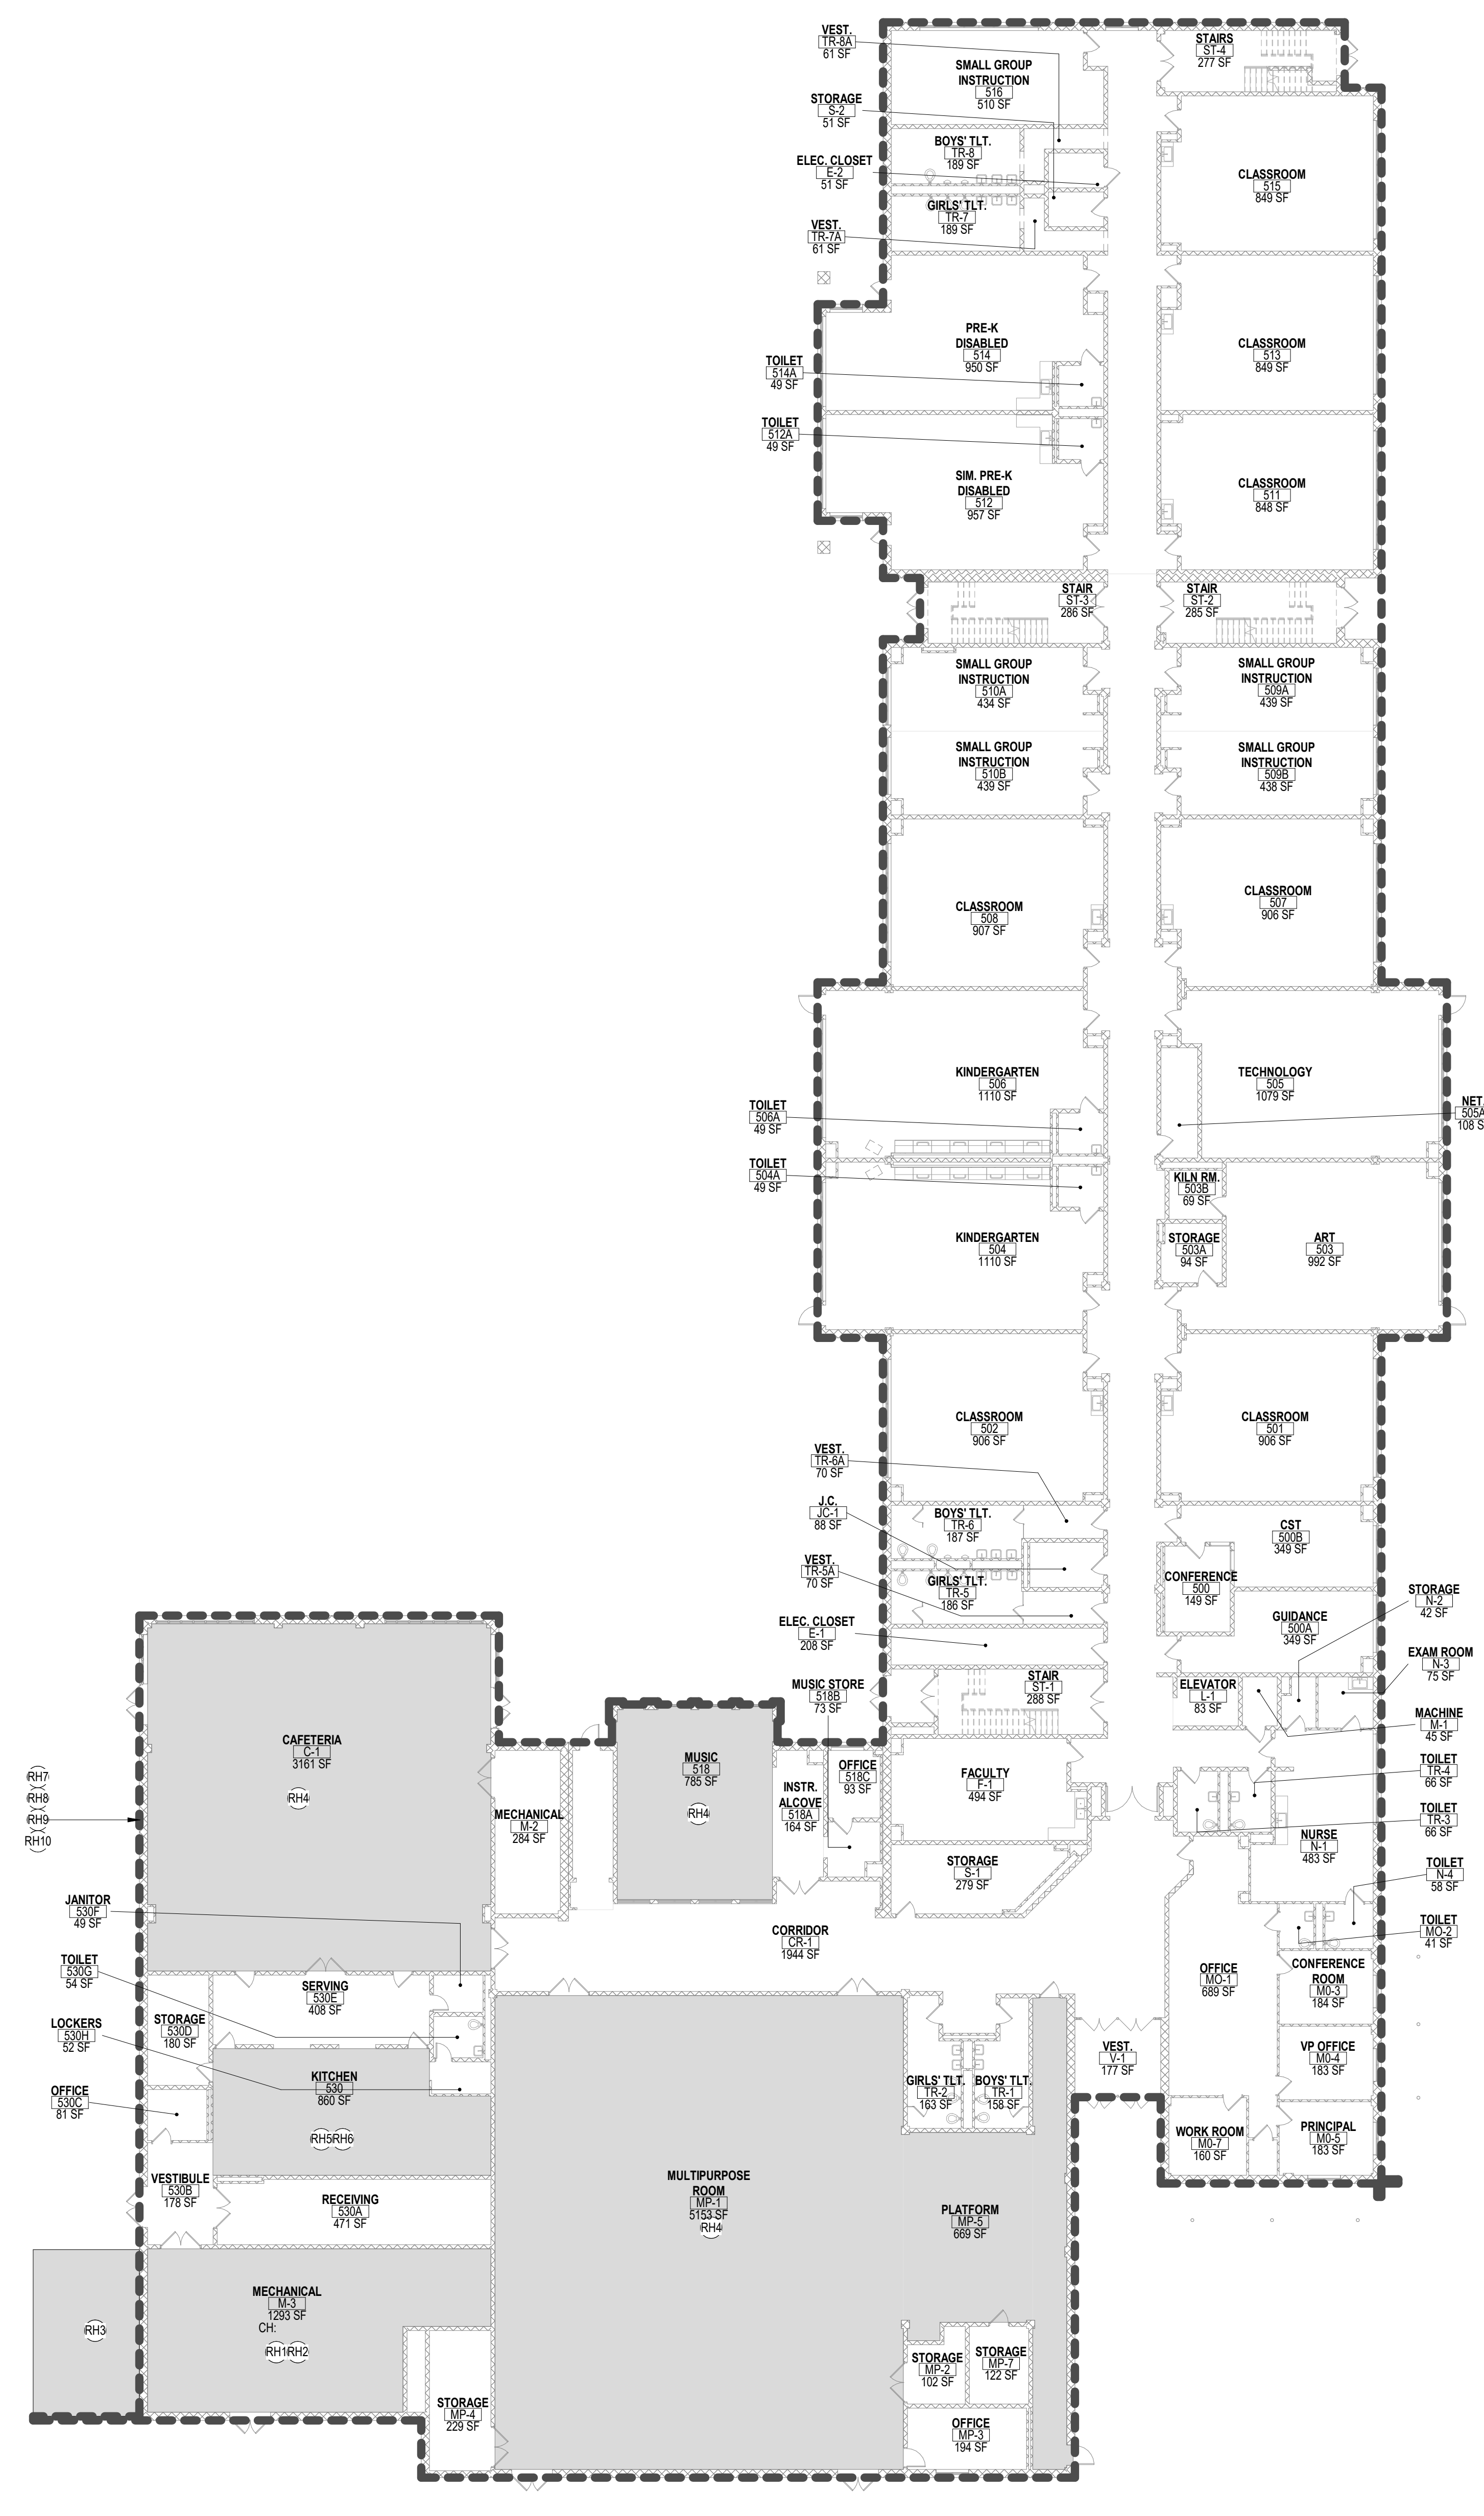 VEST.
TR-8A
61 SF
STAIRS
ST-4
277 SF
SMALL GROUP
INSTRUCTION
516
510 SF
STORAGE
S-2
51 SF
BOYS' TLT.
TR-8
189 SF
ELEC. CLOSET
E-2
51 SF
CLASSROOM
515
849 SF
GIRLS' TLT.
TR-7
189 SF
VEST.
TR-7A
61 SF
PRE-K
DISABLED
514
950 SF
CLASSROOM
513
849 SF
TOILET
514A
49 SF
TOILET
512A
49 SF
SIM. PRE-K
DISABLED
512
957 SF
CLASSROOM
511
848 SF
STAIR
ST-3
286 SF
STAIR
ST-2
285 SF
SMALL GROUP
INSTRUCTION
510A
434 SF
SMALL GROUP
INSTRUCTION
509A
439 SF
SMALL GROUP
INSTRUCTION
510B
439 SF
SMALL GROUP
INSTRUCTION
509B
438 SF
CLASSROOM
508
907 SF
CLASSROOM
507
906 SF
KINDERGARTEN
506
1110 SF
TECHNOLOGY
505
1079 SF
TOILET
506A
49 SF
NET.
505A
108 S
TOILET
504A
49 SF
KILN RM.
503B
69 SF
KINDERGARTEN
504
1110 SF
STORAGE
503A
94 SF
ART
503
992 SF
CLASSROOM
502
906 SF
CLASSROOM
501
906 SF
VEST.
TR-6A
70 SF
J.C.
JC-1
88 SF
BOYS' TLT.
TR-6
187 SF
CST
500B
349 SF
VEST.
TR-5A
70 SF
GIRLS' TLT.
TR-5
186 SF
CONFERENCE
500
149 SF
STORAGE
N-2
42 SF
ELEC. CLOSET
E-1
208 SF
GUIDANCE
500A
349 SF
EXAM ROOM
N-3
75 SF
MUSIC STORE
518B
73 SF
STAIR
ST-1
288 SF
ELEVATOR
L-1
83 SF
MACHINE
M-1
45 SF
CAFETERIA
C-1
3161 SF
RH4
MUSIC
518
785 SF
RH4
OFFICE
518C
93 SF
INSTR.
ALCOVE
518A
164 SF
FACULTY
F-1
494 SF
TOILET
TR-4
66 SF
RH7
RH8
RH9
RH10
MECHANICAL
M-2
284 SF
TOILET
TR-3
66 SF
NURSE
N-1
483 SF
STORAGE
S-1
279 SF
TOILET
N-4
58 SF
JANITOR
530F
49 SF
CORRIDOR
CR-1
1944 SF
TOILET
MO-2
41 SF
TOILET
530G
54 SF
SERVING
530E
408 SF
OFFICE
MO-1
689 SF
CONFERENCE
ROOM
M0-3
184 SF
STORAGE
530D
180 SF
LOCKERS
530H
52 SF
VEST.
V-1
177 SF
VP OFFICE
M0-4
183 SF
OFFICE
530C
81 SF
KITCHEN
530
860 SF
RH5
RH6
GIRLS' TLT.
TR-2
163 SF
BOYS' TLT.
TR-1
158 SF
WORK ROOM
M0-7
160 SF
PRINCIPAL
M0-5
183 SF
VESTIBULE
530B
178 SF
RECEIVING
530A
471 SF
MULTIPURPOSE
ROOM
MP-1
5153 SF
RH4
PLATFORM
MP-5
669 SF
MECHANICAL
M-3
1293 SF
CH:
RH1
RH2
RH3
STORAGE
MP-2
102 SF
STORAGE
MP-7
122 SF
STORAGE
MP-4
229 SF
OFFICE
MP-3
194 SF